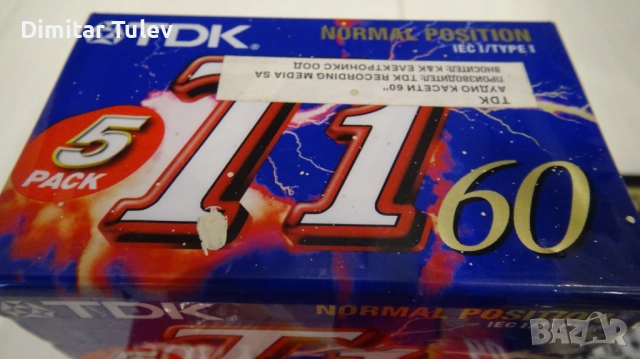 Dimitar Tulev
TDK.
NORMAL POSITION
IEC I/TYPE I
TDK
АУДИО КАСЕТИ 60"
ПРОИЗВОДИТЕЛ: TDK RECORDING MEDIA SA
ВНОСИТЕЛ: К&К ЕЛЕКТРОНИКС ООД
5
PACK
T1
60
TDK
NORMAL POSITION
BAZAR